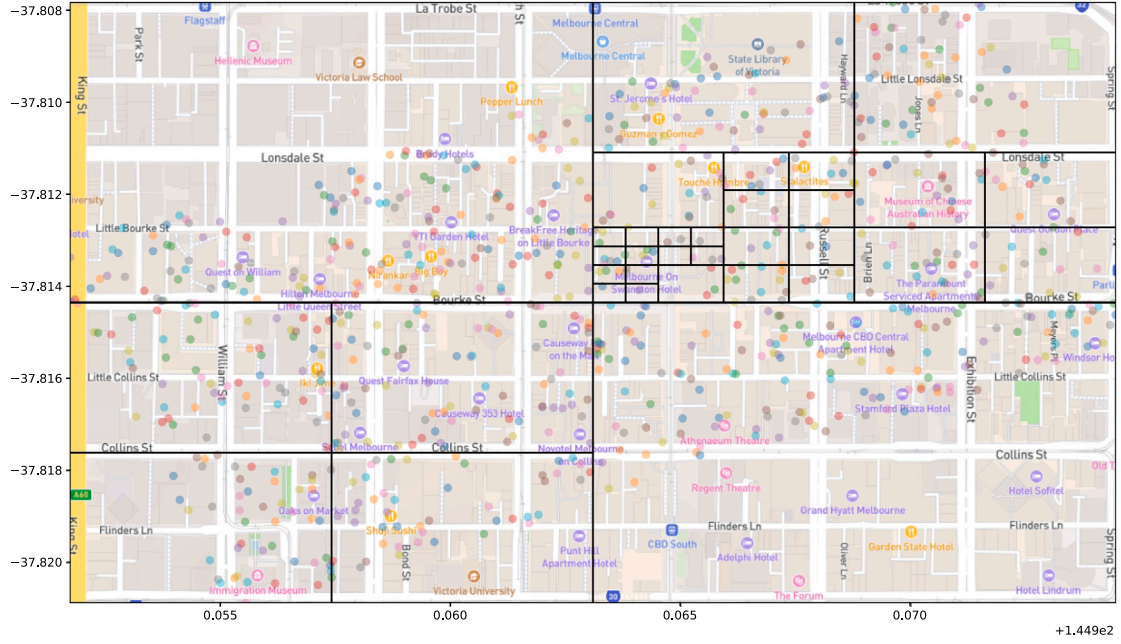 −37.808
La Trobe St
Flagstaff
Melbourne Central
Park St
Melbourne Central
Hellenic Museum
Victoria Law School
State Library
of Victoria
Hayward Ln
Little Lonsdale St
Spring St
King St
−37.810
Pepper Lunch
St. Jerome's Hotel
Jones Ln
Guzman y Gomez
Brady Hotels
Lonsdale St
Lonsdale St
−37.812
Stalactites
Museum of Chinese
Australian History
Little Bourke St
YTI Garden Hotel
BreakFree Heritage
on Little Bourke
Russell St
Quest on William
Nirankar
Big Boy
Melbourne On
Swanston Hotel
The Paramount
Serviced Apartments
Melbourne
−37.814
Hilton Melbourne
Little Queen Street
Bourke St
Bourke St
Causeway
on the Ma
Melbourne CBD Central
Apartment Hotel
Meyers Pl
Windsor Ho
William St
Quest Fairfax House
Exhibition St
−37.816
Little Collins St
Little Collins St
Causeway 353 Hotel
Stamford Plaza Hotel
Athenaeum Theatre
Collins St
Collins St
Novotel Melbourne
on Collins
Collins St
−37.818
Old T
Regent Theatre
Hotel Sofitel
A60
Oaks on Market
Grand Hyatt Melbourne
King St
Flinders Ln
Shuji Sushi
Flinders Ln
Flinders Ln
CBD South
Adelphi Hotel
Garden State Hotel
Spring St
Punt Hill
Apartment Hotel
Bond St
Oliver Ln
−37.820
Immigration Museum
Victoria University
The Forum
Hotel Lindrum
30
0.055
0.060
0.065
0.070
+1.449e2